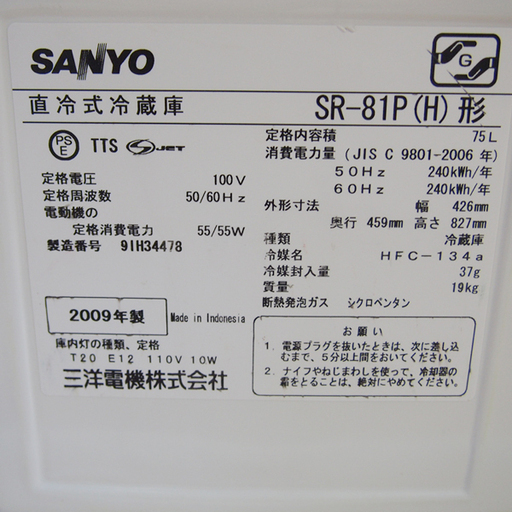 SANYO
G
直冷式冷蔵庫 SR-81P(H)形
PS
E
TTS S-JET
定格内容積 75L
消費電力量 (JIS C 9801-2006 年)
50Hz 240kWh/年
60Hz 240kWh/年
外形寸法 幅 426mm
奥行 459mm 高さ 827mm
種類 冷蔵庫
冷媒名 HFC-134a
冷媒封入量 37g
質量 19kg
断熱発泡ガス シクロペンタン
定格電圧 100V
定格周波数 50/60Hz
電動機の
定格消費電力 55/55W
製造番号 91H34478
2009年製 Made in Indonesia
庫内灯の種類、定格
T20 E12 110V 10W
三洋電機株式会社
お願い
1. 電源プラグを抜いたときは、次に差し込
むまで、5分以上間をおいてください。
2. ナイフやねじまわしを使って、冷却器の
霜をとることは、絶対にやめてください。